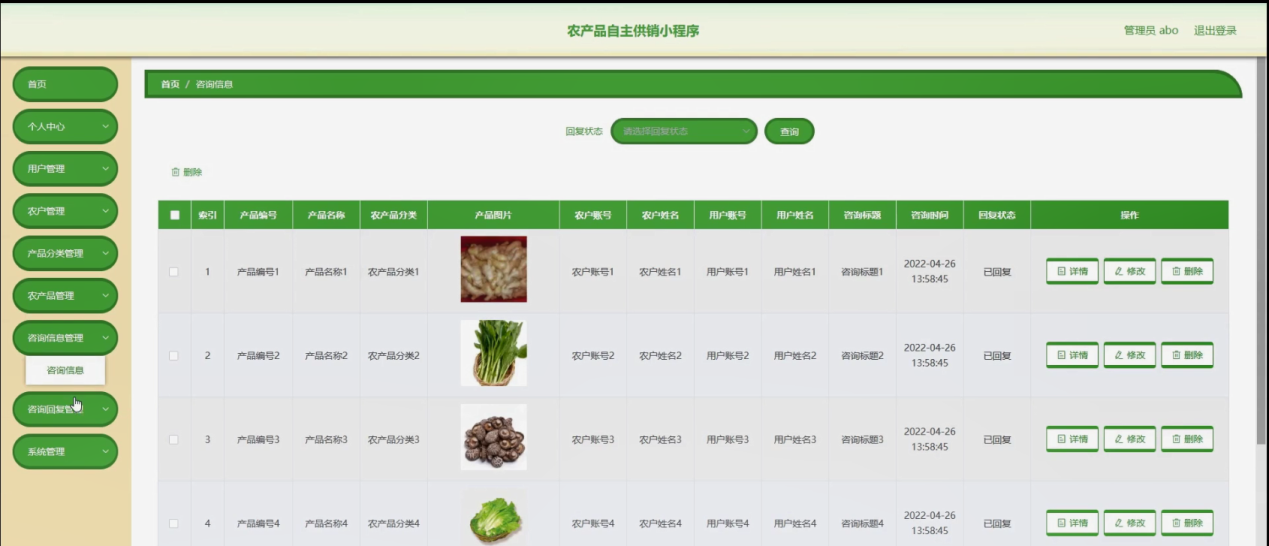 农产品自主供销小程序
管理员 abo 退出登录
首页
个人中心
用户管理
农户管理
产品分类管理
农产品管理
咨询信息管理
咨询信息
咨询回复管理
系统管理
首页 / 咨询信息
回复状态 请选择回复状态 查询
删除
索引 产品编号 产品名称 农产品分类 产品图片 农户账号 农户姓名 用户账号 用户姓名 咨询标题 咨询时间 回复状态 操作
1 产品编号1 产品名称1 农产品分类1 农户账号1 农户姓名1 用户账号1 用户姓名1 咨询标题1 2022-04-26 13:58:45 已回复 详情 修改 删除
2 产品编号2 产品名称2 农产品分类2 农户账号2 农户姓名2 用户账号2 用户姓名2 咨询标题2 2022-04-26 13:58:45 已回复 详情 修改 删除
3 产品编号3 产品名称3 农产品分类3 农户账号3 农户姓名3 用户账号3 用户姓名3 咨询标题3 2022-04-26 13:58:45 已回复 详情 修改 删除
4 产品编号4 产品名称4 农产品分类4 农户账号4 农户姓名4 用户账号4 用户姓名4 咨询标题4 2022-04-26 13:58:45 已回复 详情 修改 删除